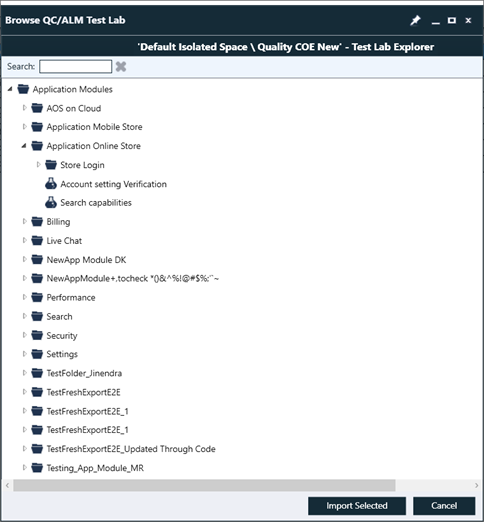 Browse QC/ALM Test Lab
'Default Isolated Space \ Quality COE New' - Test Lab Explorer
Search:
Application Modules
AOS on Cloud
Application Mobile Store
Application Online Store
Store Login
Account setting Verification
Search capabilities
Billing
Live Chat
NewApp Module DK
NewAppModule+.tocheck *()&^%!@#$%;'`~
Performance
Search
Security
Settings
TestFolder_Jinendra
TestFreshExportE2E
TestFreshExportE2E_1
TestFreshExportE2E_1
TestFreshExportE2E_Updated Through Code
Testing_App_Module_MR
Import Selected
Cancel